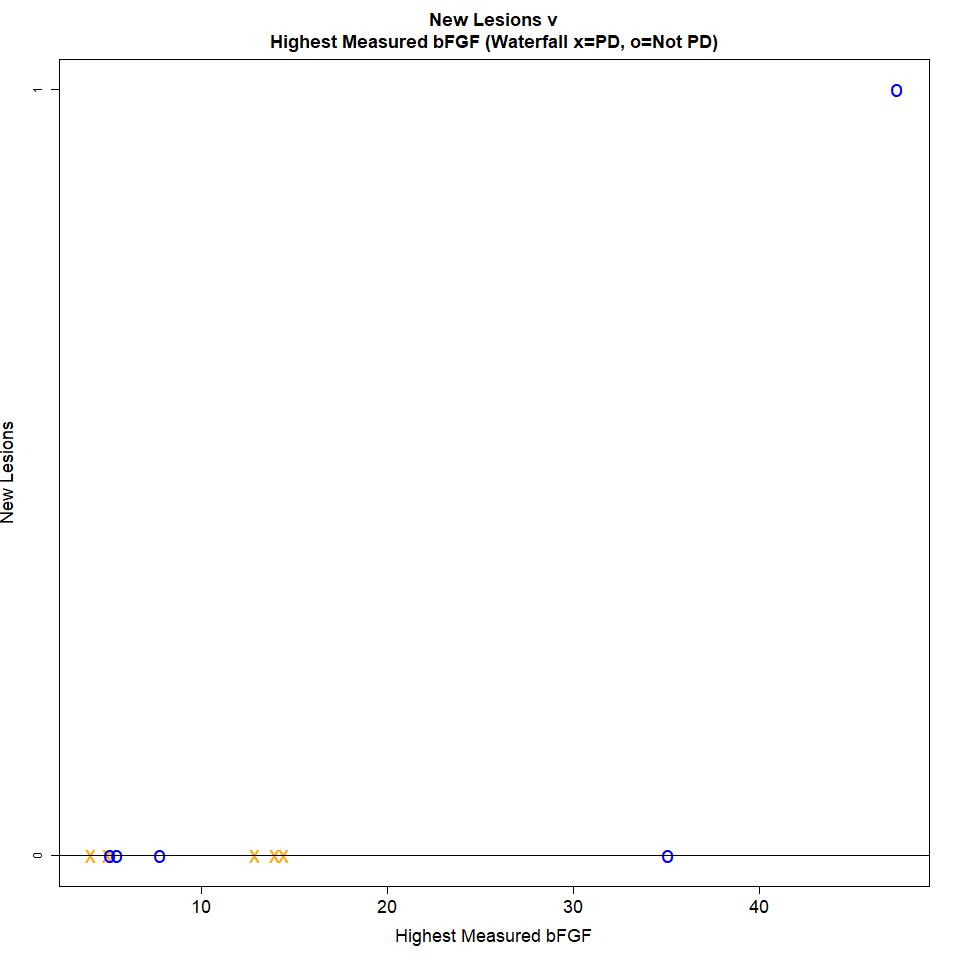 New Lesions v
Highest Measured bFGF (Waterfall x=PD, o=Not PD)
New Lesions
1
0
10 20 30 40
Highest Measured bFGF